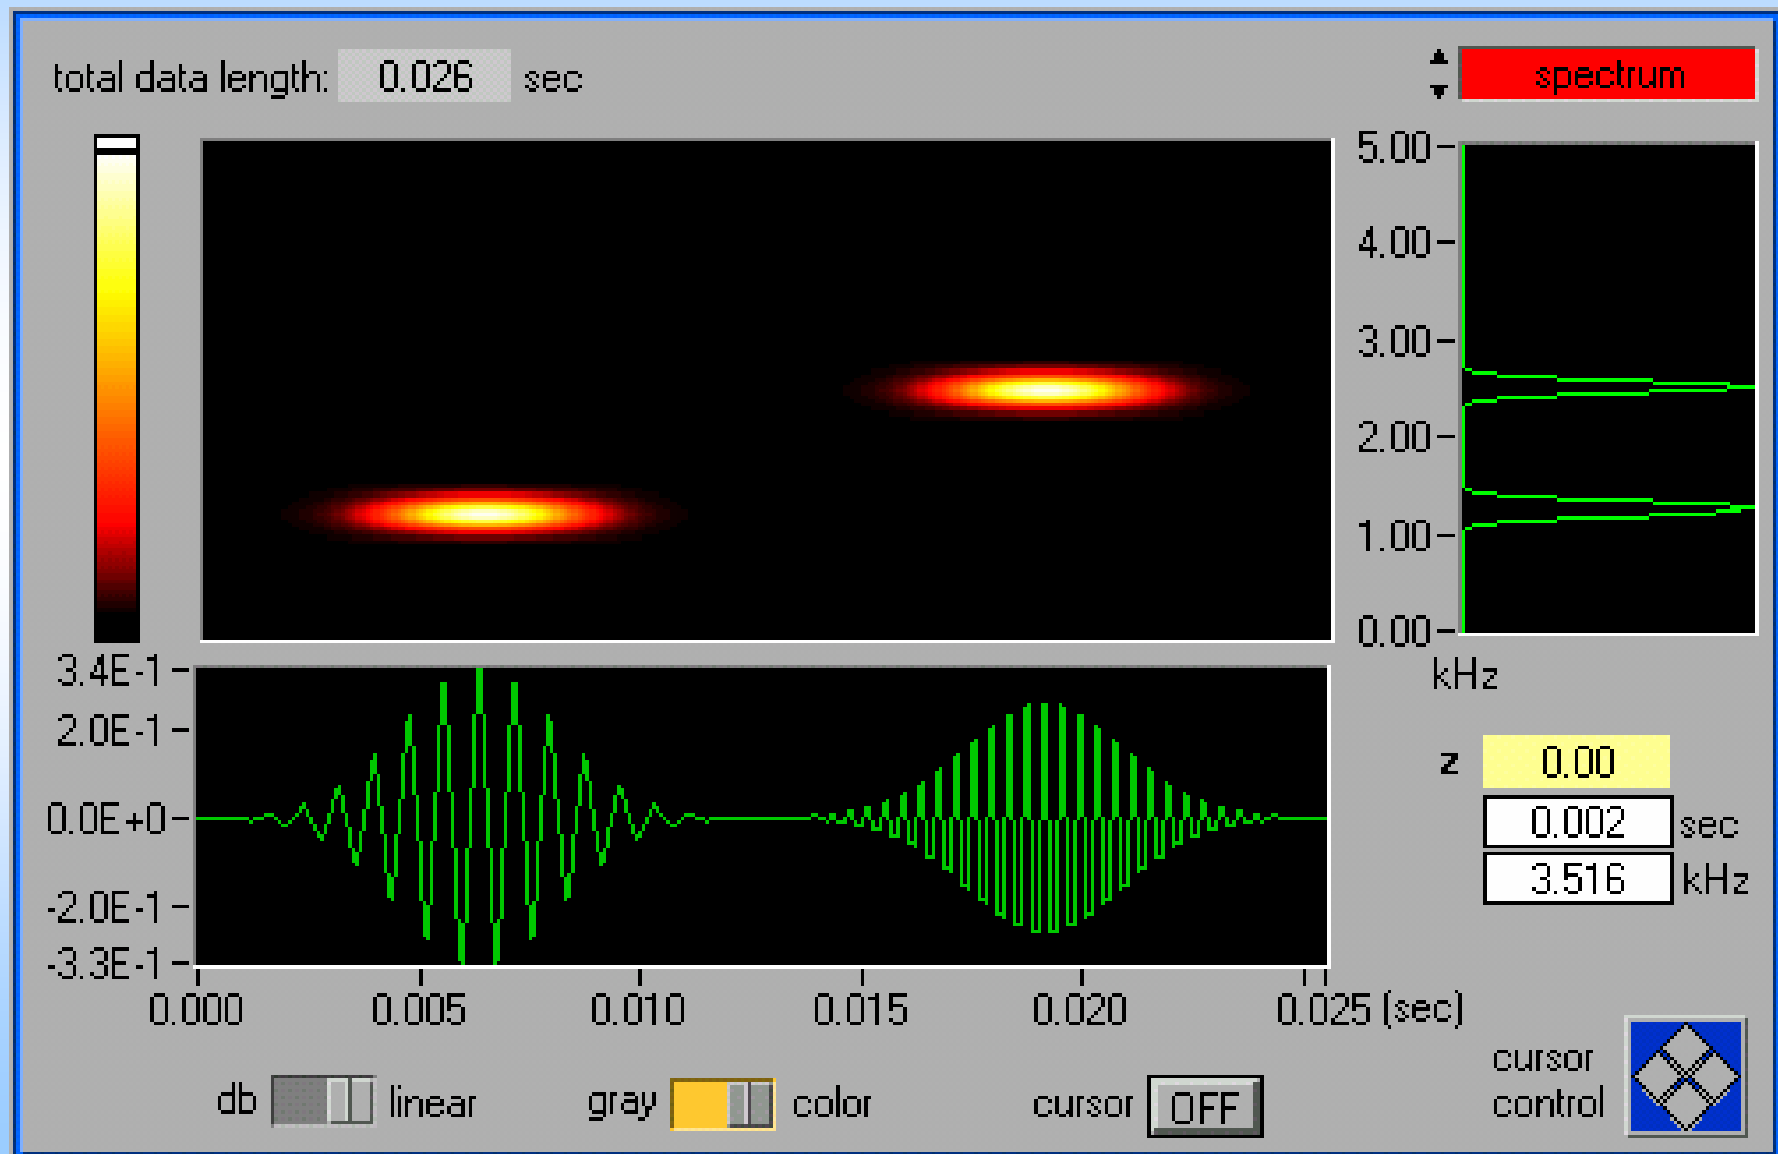 total data length: 0.026 sec
spectrum
5.00
4.00
3.00
2.00
1.00
0.00
kHz
3.4E-1
2.0E-1
0.0E+0
-2.0E-1
-3.3E-1
0.000 0.005 0.010 0.015 0.020 0.025 (sec)
z 0.00
0.002 sec
3.516 kHz
db linear gray color cursor OFF
cursor
control